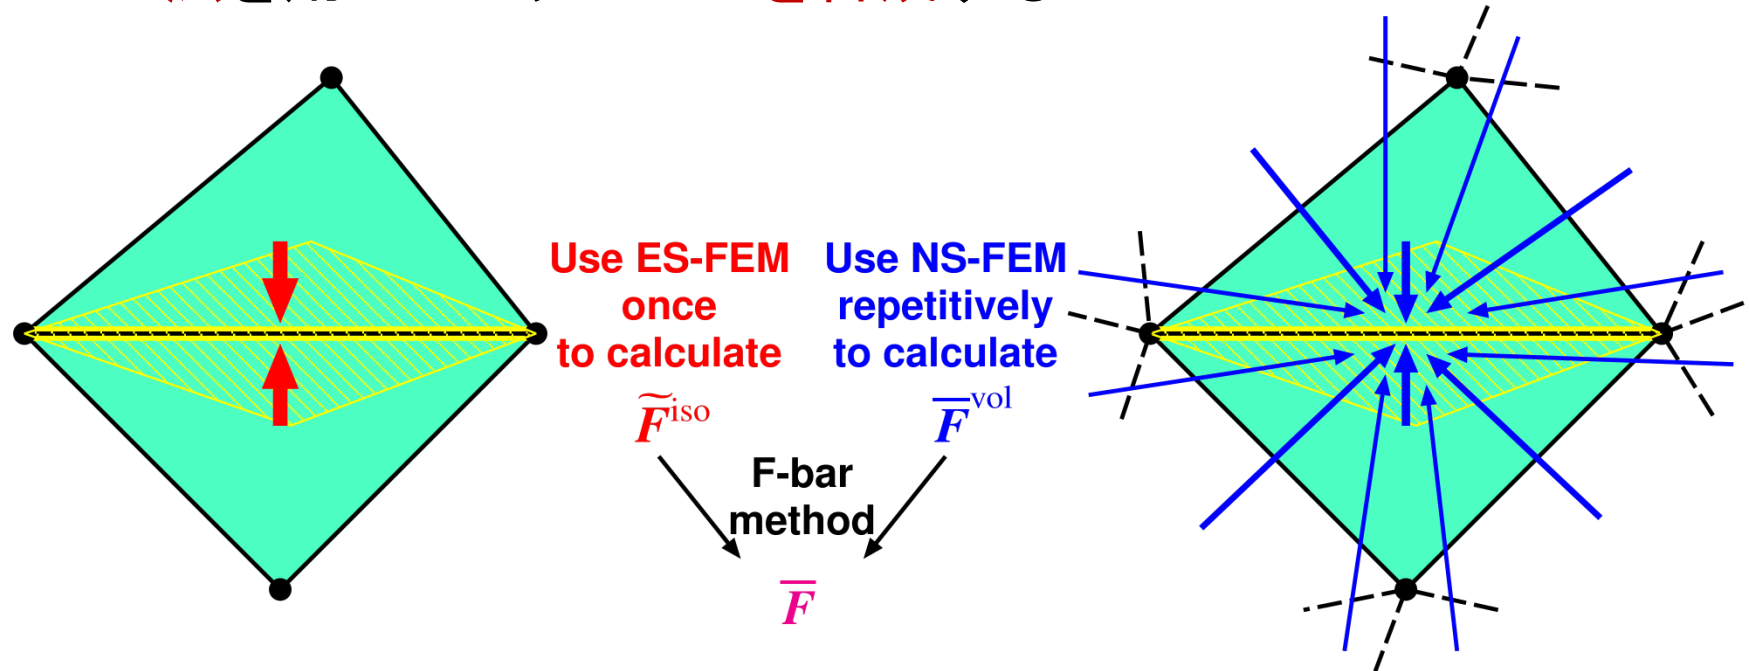 Use ES-FEM
once
to calculate
F̃^iso
Use NS-FEM
repetitively
to calculate
F̅^vol
F-bar
method
F̅